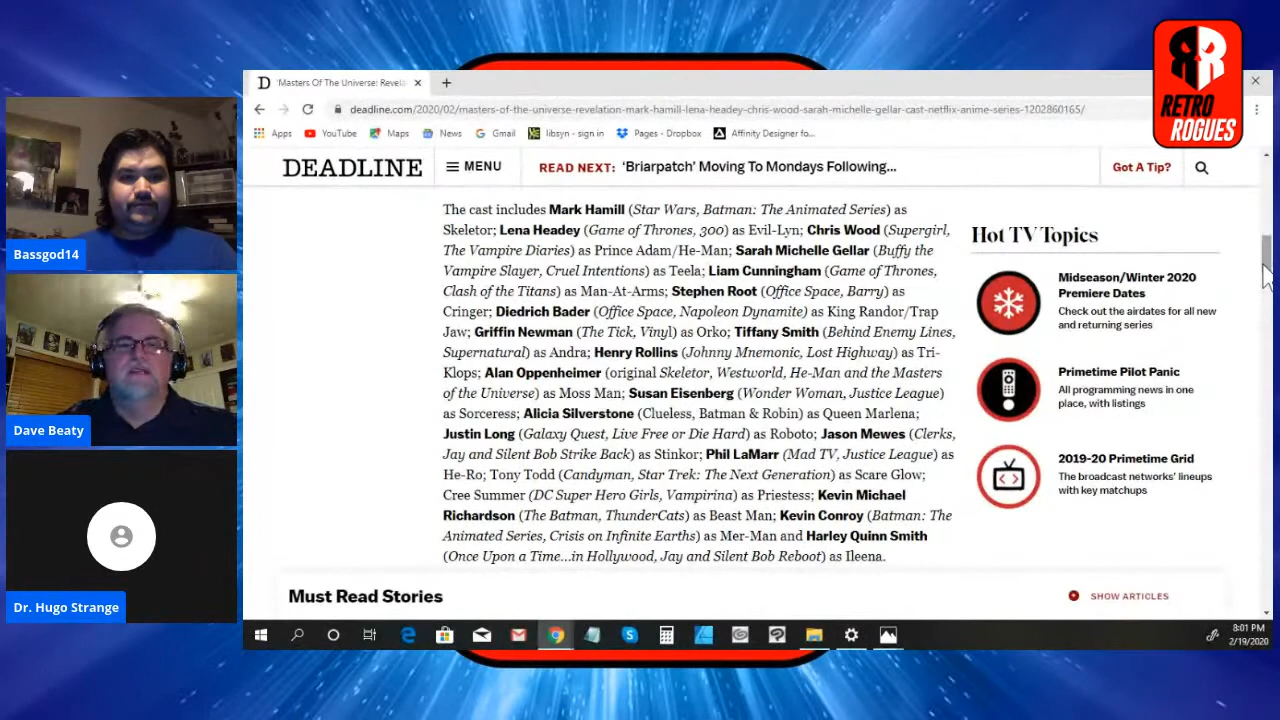 RETRO
ROGUES
'Masters Of The Universe: Revela
deadline.com/2020/02/masters-of-the-universe-revelation-mark-hamill-lena-headey-chris-wood-sarah-michelle-gellar-cast-netflix-anime-series-1202860165/
Apps YouTube Maps News Gmail libsyn - sign in Pages - Dropbox Affinity Designer fo...
DEADLINE
MENU
READ NEXT: 'Briarpatch' Moving To Mondays Following...
Got A Tip?
The cast includes Mark Hamill (Star Wars, Batman: The Animated Series) as
Skeletor; Lena Headey (Game of Thrones, 300) as Evil-Lyn; Chris Wood (Supergirl,
The Vampire Diaries) as Prince Adam/He-Man; Sarah Michelle Gellar (Buffy the
Vampire Slayer, Cruel Intentions) as Teela; Liam Cunningham (Game of Thrones,
Clash of the Titans) as Man-At-Arms; Stephen Root (Office Space, Barry) as
Cringer; Diedrich Bader (Office Space, Napoleon Dynamite) as King Randor/Trap
Jaw; Griffin Newman (The Tick, Vinyl) as Orko; Tiffany Smith (Behind Enemy Lines,
Supernatural) as Andra; Henry Rollins (Johnny Mnemonic, Lost Highway) as Tri-
Klops; Alan Oppenheimer (original Skeletor, Westworld, He-Man and the Masters
of the Universe) as Moss Man; Susan Eisenberg (Wonder Woman, Justice League)
as Sorceress; Alicia Silverstone (Clueless, Batman & Robin) as Queen Marlena;
Justin Long (Galaxy Quest, Live Free or Die Hard) as Roboto; Jason Mewes (Clerks,
Jay and Silent Bob Strike Back) as Stinkor; Phil LaMarr (Mad TV, Justice League) as
He-Ro; Tony Todd (Candyman, Star Trek: The Next Generation) as Scare Glow;
Cree Summer (DC Super Hero Girls, Vampirina) as Priestess; Kevin Michael
Richardson (The Batman, ThunderCats) as Beast Man; Kevin Conroy (Batman: The
Animated Series, Crisis on Infinite Earths) as Mer-Man and Harley Quinn Smith
(Once Upon a Time...in Hollywood, Jay and Silent Bob Reboot) as Ileena.
Hot TV Topics
Midseason/Winter 2020
Premiere Dates
Check out the airdates for all new
and returning series
Primetime Pilot Panic
All programming news in one
place, with listings
2019-20 Primetime Grid
The broadcast networks' lineups
with key matchups
Must Read Stories
SHOW ARTICLES
8:01 PM
2/19/2020
Bassgod14
Dave Beaty
Dr. Hugo Strange